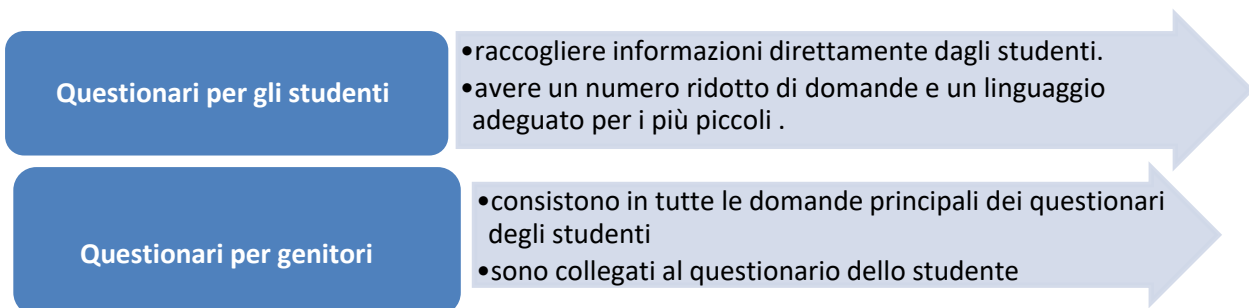 Questionari per gli studenti
•raccogliere informazioni direttamente dagli studenti.
•avere un numero ridotto di domande e un linguaggio
adeguato per i più piccoli .
Questionari per genitori
•consistono in tutte le domande principali dei questionari
degli studenti
•sono collegati al questionario dello studente